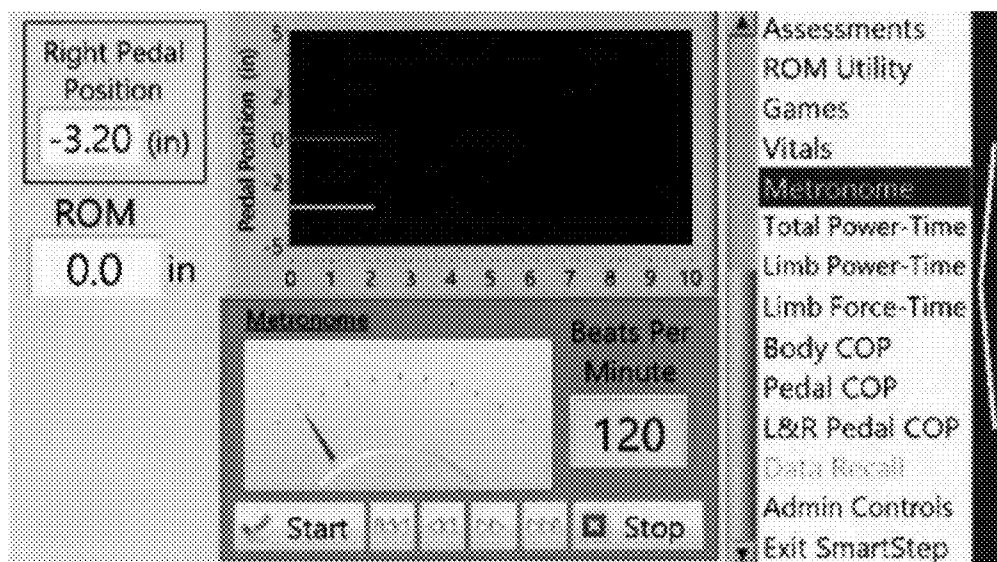 Right Pedal
Position
-3.20 (in)
ROM
0.0 in
Pedal Position (in)
0
0 1 2 3 4 5 6 7 8 9 10
Metronome
Beats Per
Minute
120
Start
Stop
Assessments
ROM Utility
Games
Vitals
Metronome
Total Power-Time
Limb Power-Time
Limb Force-Time
Body COP
Pedal COP
L&R Pedal COP
Data Recall
Admin Controls
Exit SmartStep